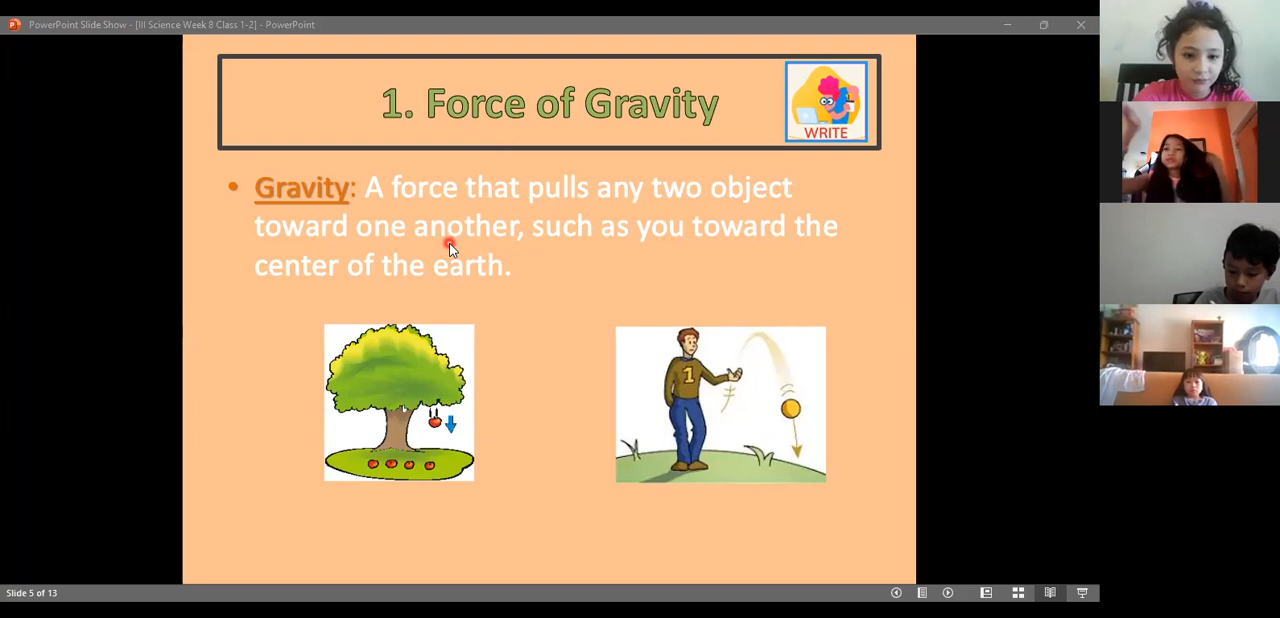 PowerPoint Slide Show - [III Science Week 8 Class 1-2] - PowerPoint
1. Force of Gravity
WRITE
• Gravity: A force that pulls any two object
toward one another, such as you toward the
center of the earth.
1
Slide 5 of 13